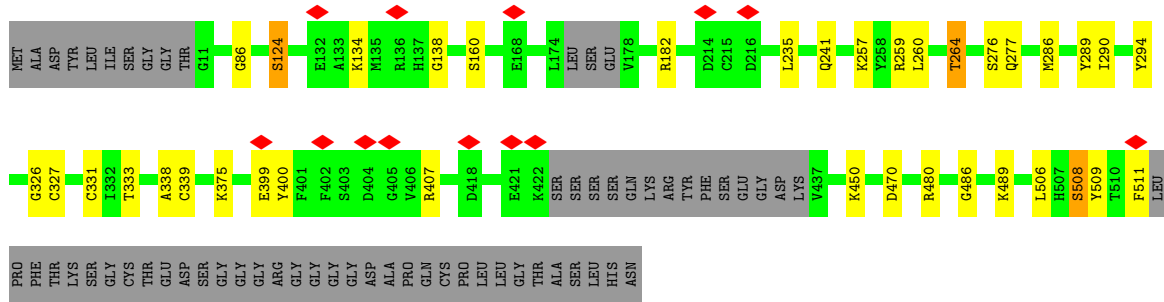 MET ALA ASP TYR LEU ILE SER GLY GLY THR G11 G86 S124 E132 A133 K134 M135 R136 H137 G138 S160 E168 L174 LEU SER GLU V178 R182 D214 C215 D216 L235 Q241 K257 Y258 R259 L260 T264 S276 Q277 M286 Y289 I290 Y294
G326 C327 C331 I332 T333 A338 C339 K375 E399 Y400 F401 F402 S403 D404 G405 V406 R407 D418 E421 K422 SER SER SER SER GLN LYS ARG TYR PHE SER GLU GLY ASP LYS V437 K450 D470 R480 G486 K489 L506 H507 S508 Y509 T510 F511 LEU
PRO PHE THR LYS SER GLY CYS THR GLU ASP SER GLY GLY GLY ARG GLY GLY GLY GLY ASP ALA PRO GLN CYS PRO LEU LEU GLY THR ALA SER LEU HIS ASN